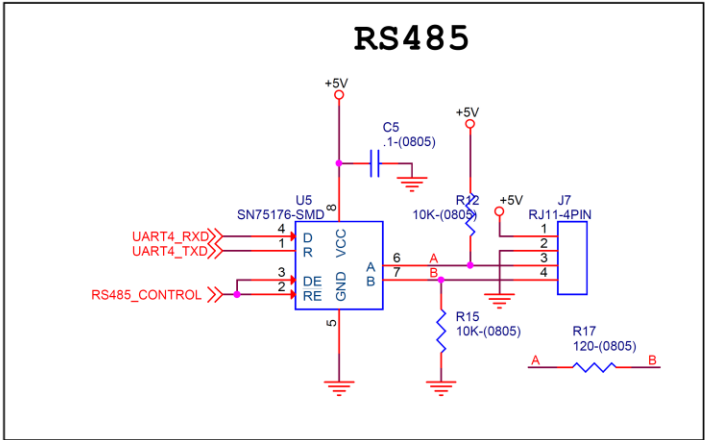 RS485
+5V
+5V
C5
.1-(0805)
U5
SN75176-SMD
R12
10K-(0805)
+5V
J7
RJ11-4PIN
UART4_RXD
UART4_TXD
RS485_CONTROL
4
1
3
2
8
5
D
R
DE
RE
VCC
GND
A
B
6
7
A
B
1
2
3
4
R15
10K-(0805)
R17
120-(0805)
A
B